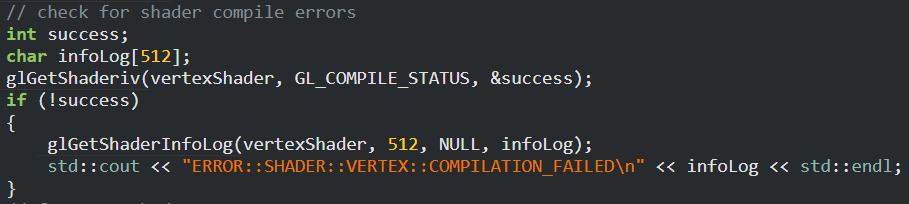 // check for shader compile errors
int success;
char infoLog[512];
glGetShaderiv(vertexShader, GL_COMPILE_STATUS, &success);
if (!success)
{
    glGetShaderInfoLog(vertexShader, 512, NULL, infoLog);
    std::cout << "ERROR::SHADER::VERTEX::COMPILATION_FAILED\n" << infoLog << std::endl;
}